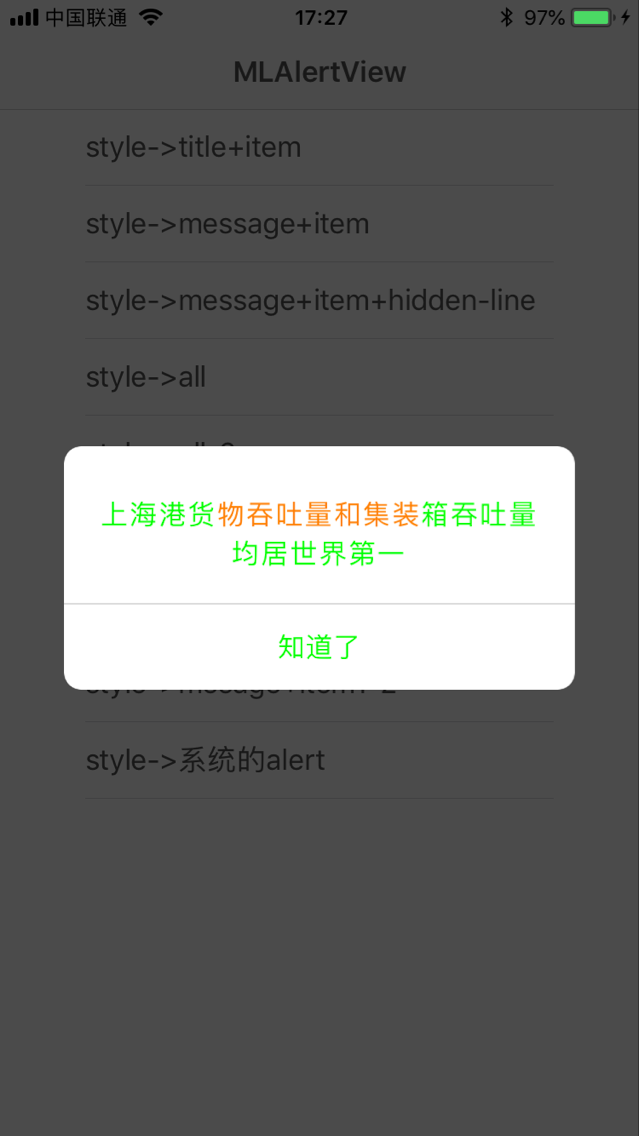 中国联通 17:27 97%
MLAlertView
style->title+item
style->message+item
style->message+item+hidden-line
style->all
上海港货物吞吐量和集装箱吞吐量
均居世界第一
知道了
style->系统的alert